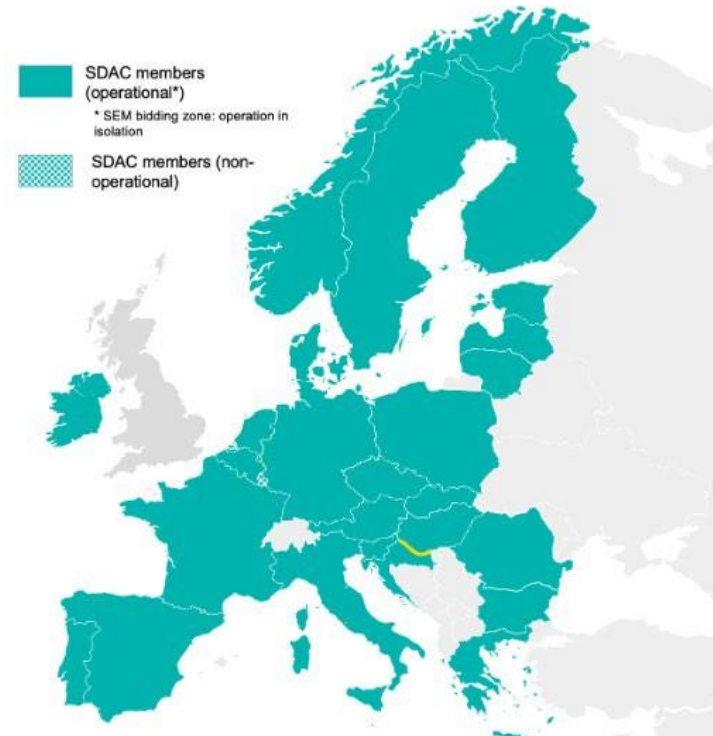 SDAC members
(operational*)
* SEM bidding zone: operation in
isolation
SDAC members (non-
operational)